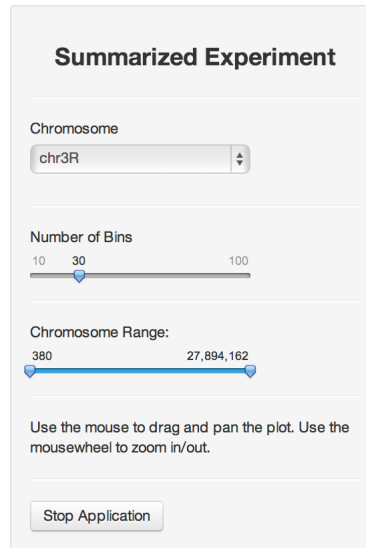 Summarized Experiment
Chromosome
chr3R
Number of Bins
10 30 100
Chromosome Range:
380 27,894,162
Use the mouse to drag and pan the plot. Use the
mousewheel to zoom in/out.
Stop Application